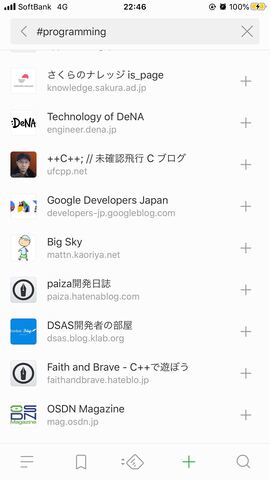 SoftBank 4G 22:46 100%
#programming
さくらのナレッジ is_page
knowledge.sakura.ad.jp
:DeNA
Technology of DeNA
engineer.dena.jp
++C++; // 未確認飛行 C ブログ
ufcpp.net
Google Developers Japan
developers-jp.googleblog.com
Big Sky
mattn.kaoriya.net
paiza開発日誌
paiza.hatenablog.com
DSAS開発者の部屋
dsas.blog.klab.org
Faith and Brave - C++で遊ぼう
faithandbrave.hateblo.jp
OSDN
Magazine
OSDN Magazine
mag.osdn.jp